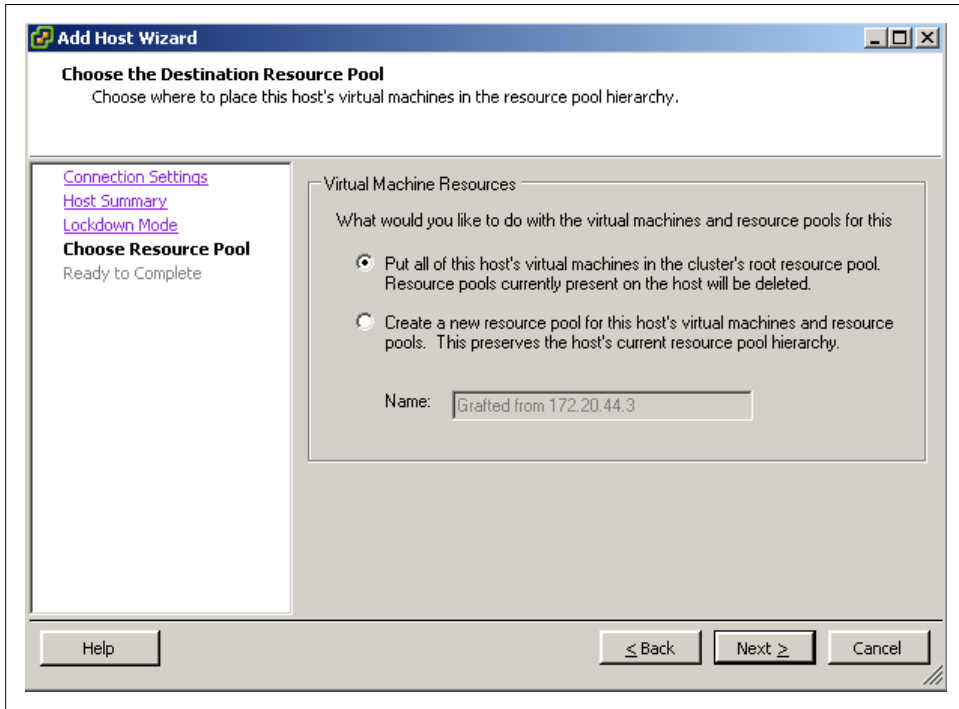 Add Host Wizard
Choose the Destination Resource Pool
Choose where to place this host's virtual machines in the resource pool hierarchy.
Connection Settings
Host Summary
Lockdown Mode
Choose Resource Pool
Ready to Complete
Virtual Machine Resources
What would you like to do with the virtual machines and resource pools for this
Put all of this host's virtual machines in the cluster's root resource pool.
Resource pools currently present on the host will be deleted.
Create a new resource pool for this host's virtual machines and resource
pools. This preserves the host's current resource pool hierarchy.
Name: Grafted from 172.20.44.3
Help
≤ Back
Next ≥
Cancel